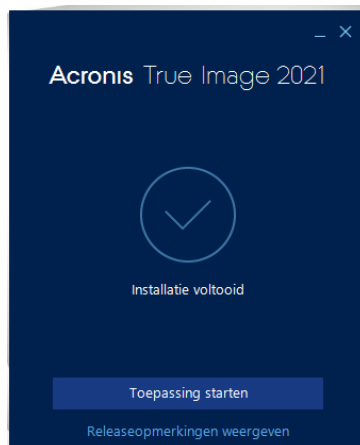 Acronis True Image 2021
Installatie voltooid
Toepassing starten
Releaseopmerkingen weergeven